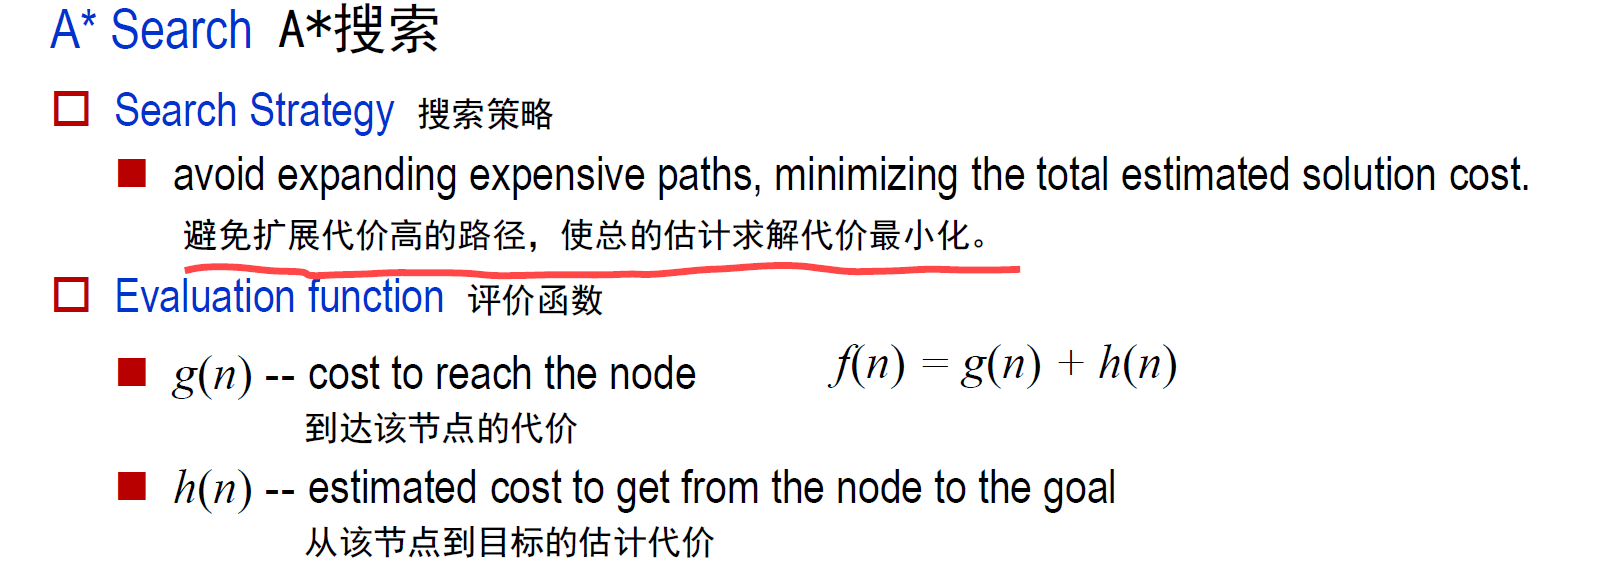 A* Search A*搜索
Search Strategy 搜索策略
avoid expanding expensive paths, minimizing the total estimated solution cost.
避免扩展代价高的路径，使总的估计求解代价最小化。
Evaluation function 评价函数
g(n) -- cost to reach the node f(n) = g(n) + h(n)
到达该节点的代价
h(n) -- estimated cost to get from the node to the goal
从该节点到目标的估计代价